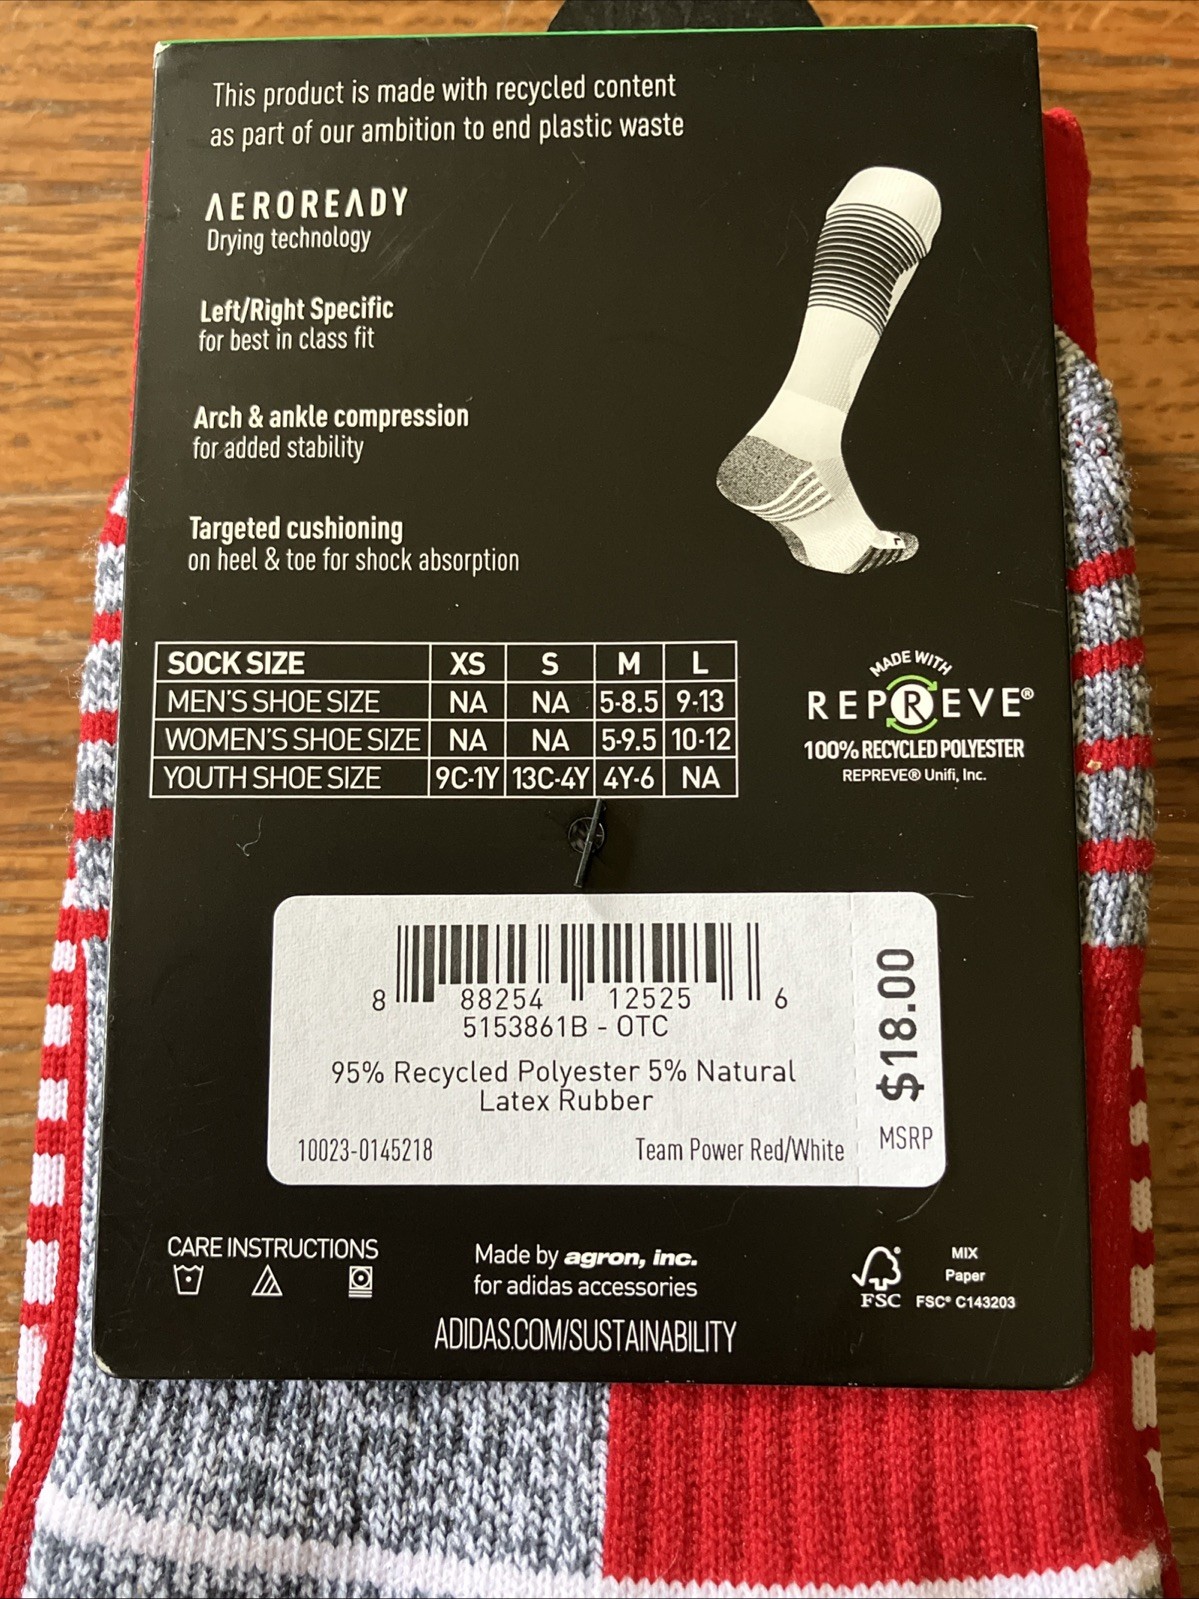 This product is made with recycled content
as part of our ambition to end plastic waste
AEROREADY
Drying technology
Left/Right Specific
for best in class fit
Arch & ankle compression
for added stability
Targeted cushioning
on heel & toe for shock absorption
SOCK SIZE XS S M L
MEN'S SHOE SIZE NA NA 5-8.5 9-13
WOMEN'S SHOE SIZE NA NA 5-9.5 10-12
YOUTH SHOE SIZE 9C-1Y 13C-4Y 4Y-6 NA
MADE WITH
REPREVE®
100% RECYCLED POLYESTER
REPREVE® Unifi, Inc.
8 88254 12525 6
5153861B - OTC
95% Recycled Polyester 5% Natural
Latex Rubber
10023-0145218 Team Power Red/White
$18.00
MSRP
CARE INSTRUCTIONS
Made by agron, inc.
for adidas accessories
ADIDAS.COM/SUSTAINABILITY
FSC
MIX
Paper
FSC® C143203